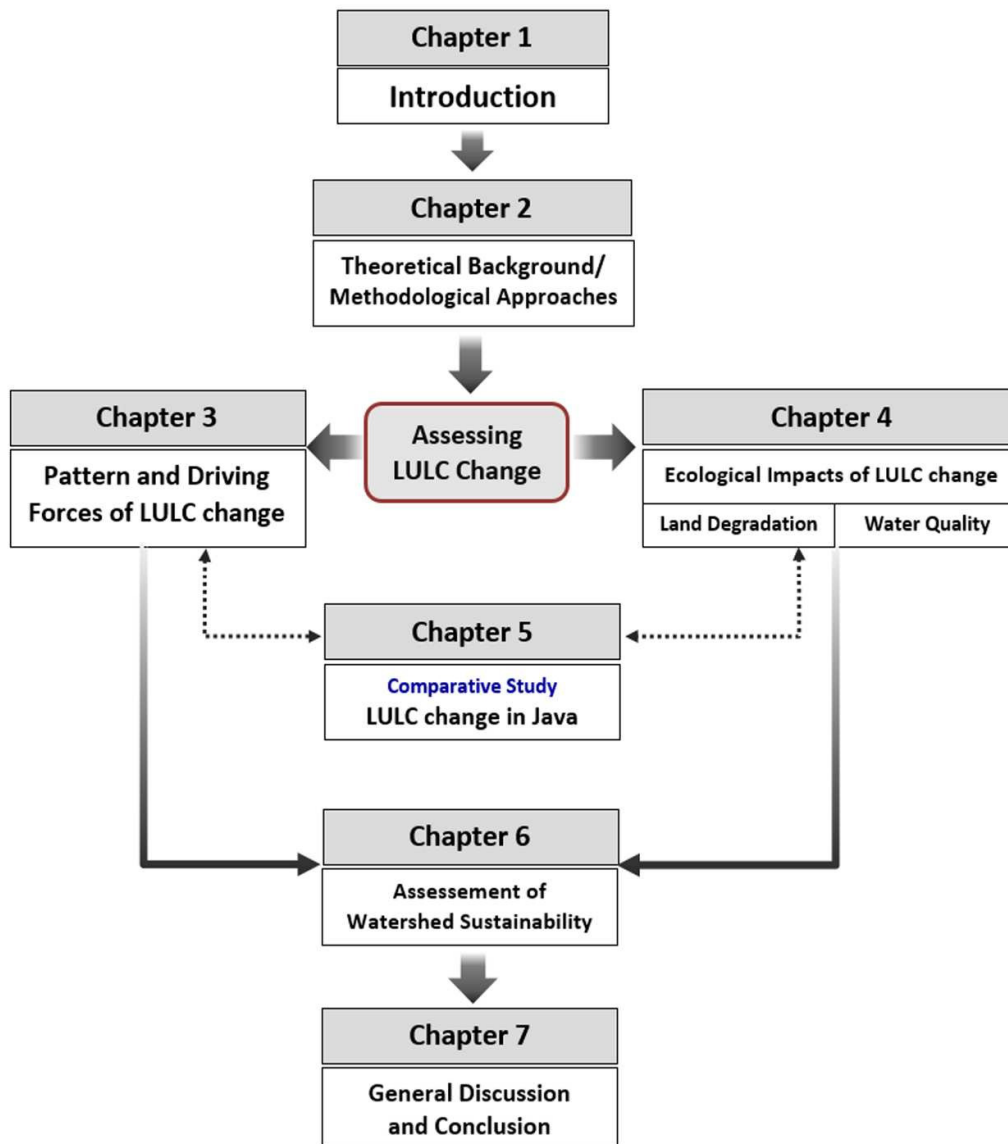 Chapter 1
Introduction
Chapter 2
Theoretical Background/
Methodological Approaches
Assessing
LULC Change
Chapter 3
Pattern and Driving
Forces of LULC change
Chapter 4
Ecological Impacts of LULC change
Land Degradation
Water Quality
Chapter 5
Comparative Study
LULC change in Java
Chapter 6
Assessement of
Watershed Sustainability
Chapter 7
General Discussion
and Conclusion